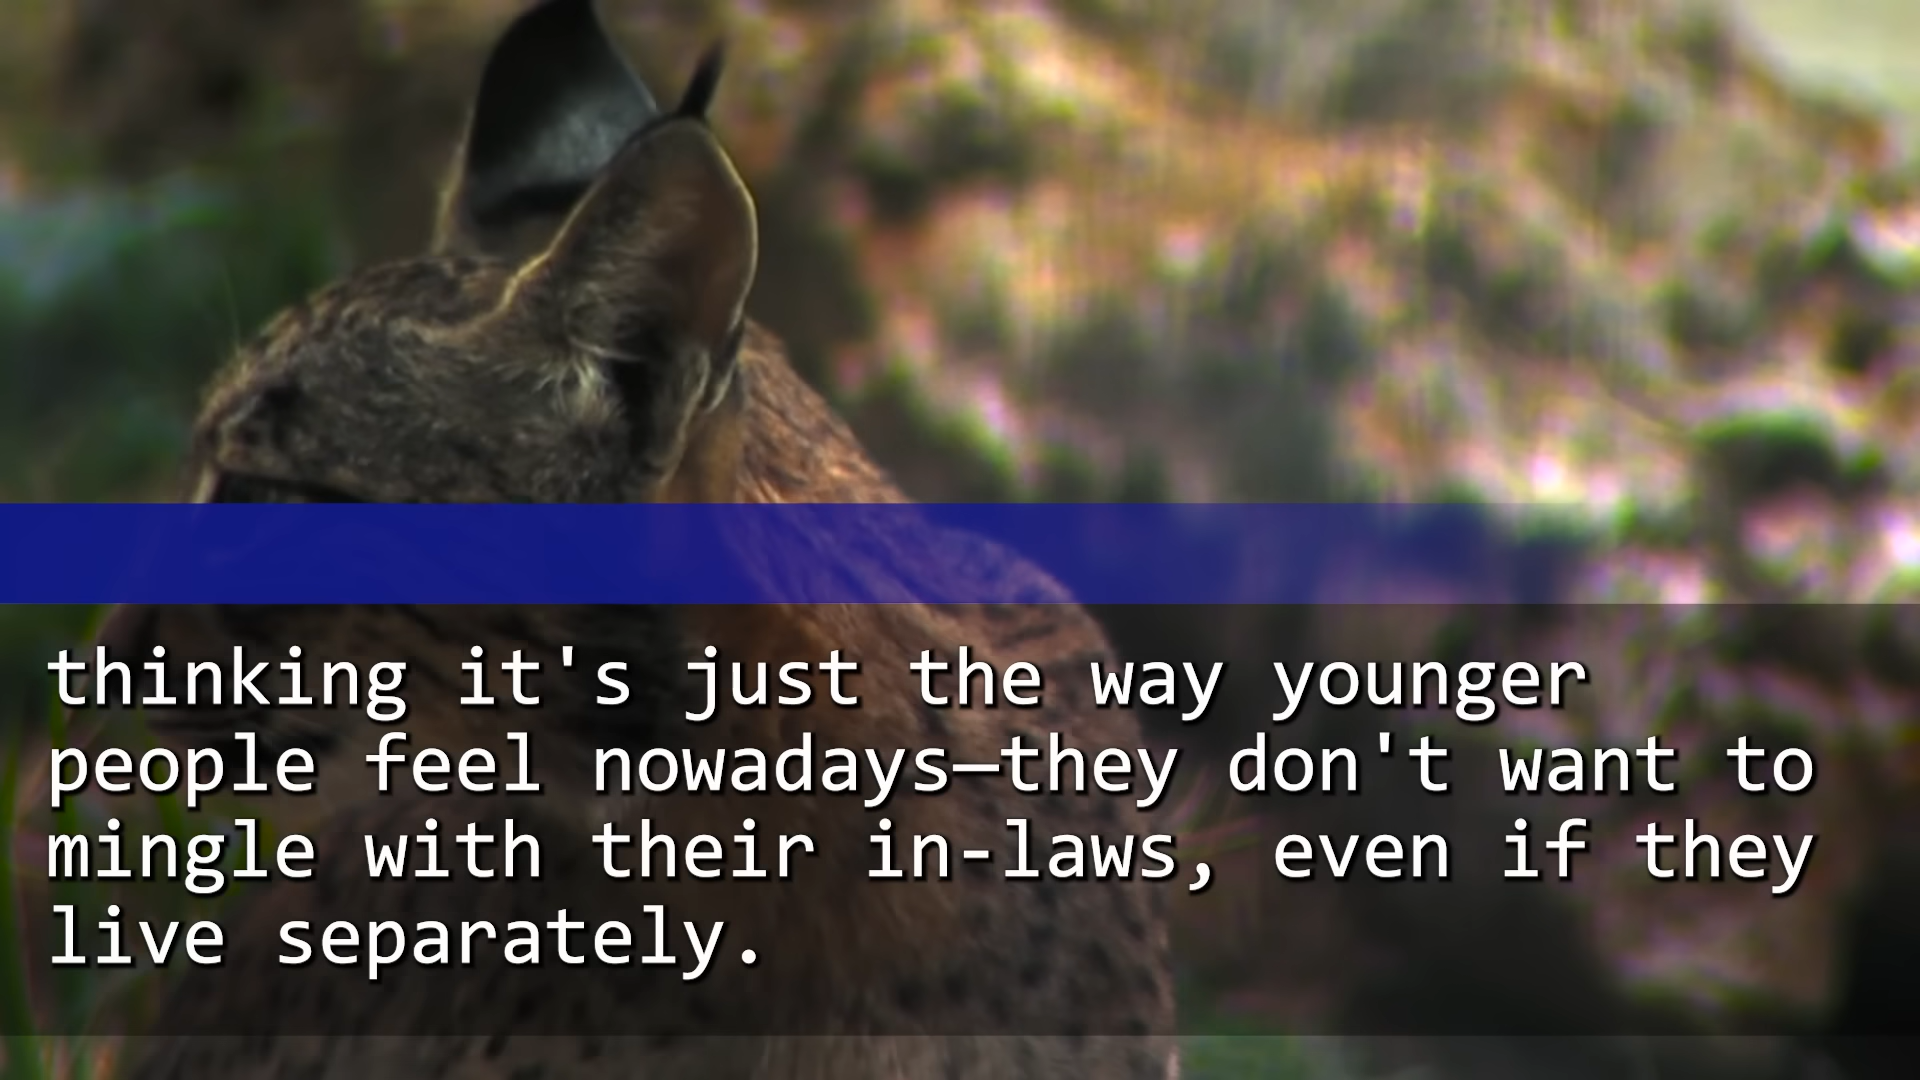 thinking it's just the way younger
people feel nowadays—they don't want to
mingle with their in-laws, even if they
live separately.